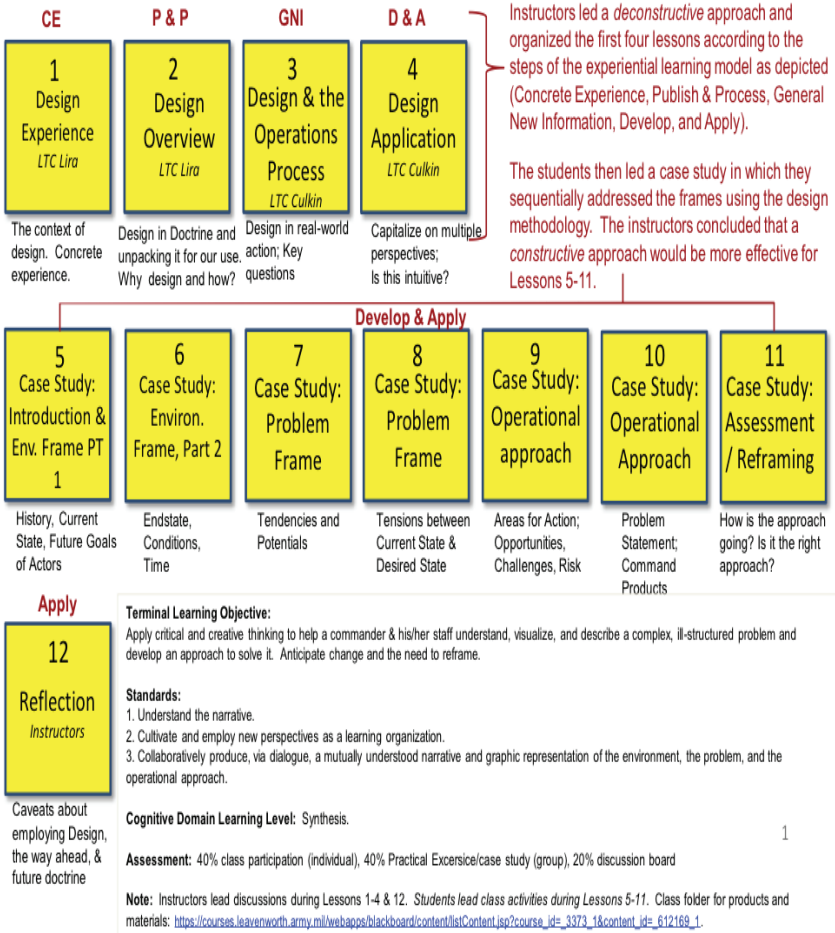 CE
P & P
GNI
D & A
1
Design
Experience
LTC Lira
2
Design
Overview
LTC Lira
3
Design & the
Operations
Process
LTC Culkin
4
Design
Application
LTC Culkin
The context of
design. Concrete
experience.
Design in Doctrine and
unpacking it for our use.
Why design and how?
Design in real-world
action; Key
questions
Capitalize on multiple
perspectives;
Is this intuitive?
Instructors led a deconstructive approach and
organized the first four lessons according to the
steps of the experiential learning model as depicted
(Concrete Experience, Publish & Process, General
New Information, Develop, and Apply).
The students then led a case study in which they
sequentially addressed the frames using the design
methodology. The instructors concluded that a
constructive approach would be more effective for
Lessons 5-11.
Develop & Apply
5
Case Study:
Introduction &
Env. Frame PT
1
6
Case Study:
Environ.
Frame, Part 2
7
Case Study:
Problem
Frame
8
Case Study:
Problem
Frame
9
Case Study:
Operational
approach
10
Case Study:
Operational
Approach
11
Case Study:
Assessment
/ Reframing
History, Current
State, Future Goals
of Actors
Endstate,
Conditions,
Time
Tendencies and
Potentials
Tensions between
Current State &
Desired State
Areas for Action;
Opportunities,
Challenges, Risk
Problem
Statement;
Command
Products
How is the approach
going? Is it the right
approach?
Apply
12
Reflection
Instructors
Caveats about
employing Design,
the way ahead, &
future doctrine
Terminal Learning Objective:
Apply critical and creative thinking to help a commander & his/her staff understand, visualize, and describe a complex, ill-structured problem and
develop an approach to solve it. Anticipate change and the need to reframe.
Standards:
1. Understand the narrative.
2. Cultivate and employ new perspectives as a learning organization.
3. Collaboratively produce, via dialogue, a mutually understood narrative and graphic representation of the environment, the problem, and the
operational approach.
Cognitive Domain Learning Level: Synthesis.
1
Assessment: 40% class participation (individual), 40% Practical Excersice/case study (group), 20% discussion board
Note: Instructors lead discussions during Lessons 1-4 & 12. Students lead class activities during Lessons 5-11. Class folder for products and
materials: https://courses.leavenworth.army.mil/webapps/blackboard/content/listContent.jsp?course_id=_3373_1&content_id=_612169_1.